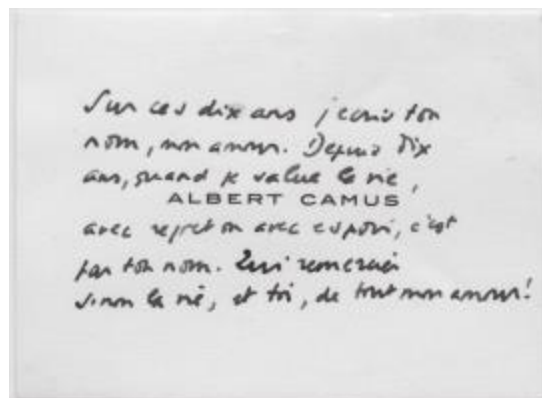 Sur ces dix ans j'écris ton
nom, mon amour. Depuis dix
ans, quand je salue la vie,
ALBERT CAMUS
avec regret ou avec espoir, c'est
par ton nom. Qui remercier
sinon la vie, et toi, de tout mon amour!